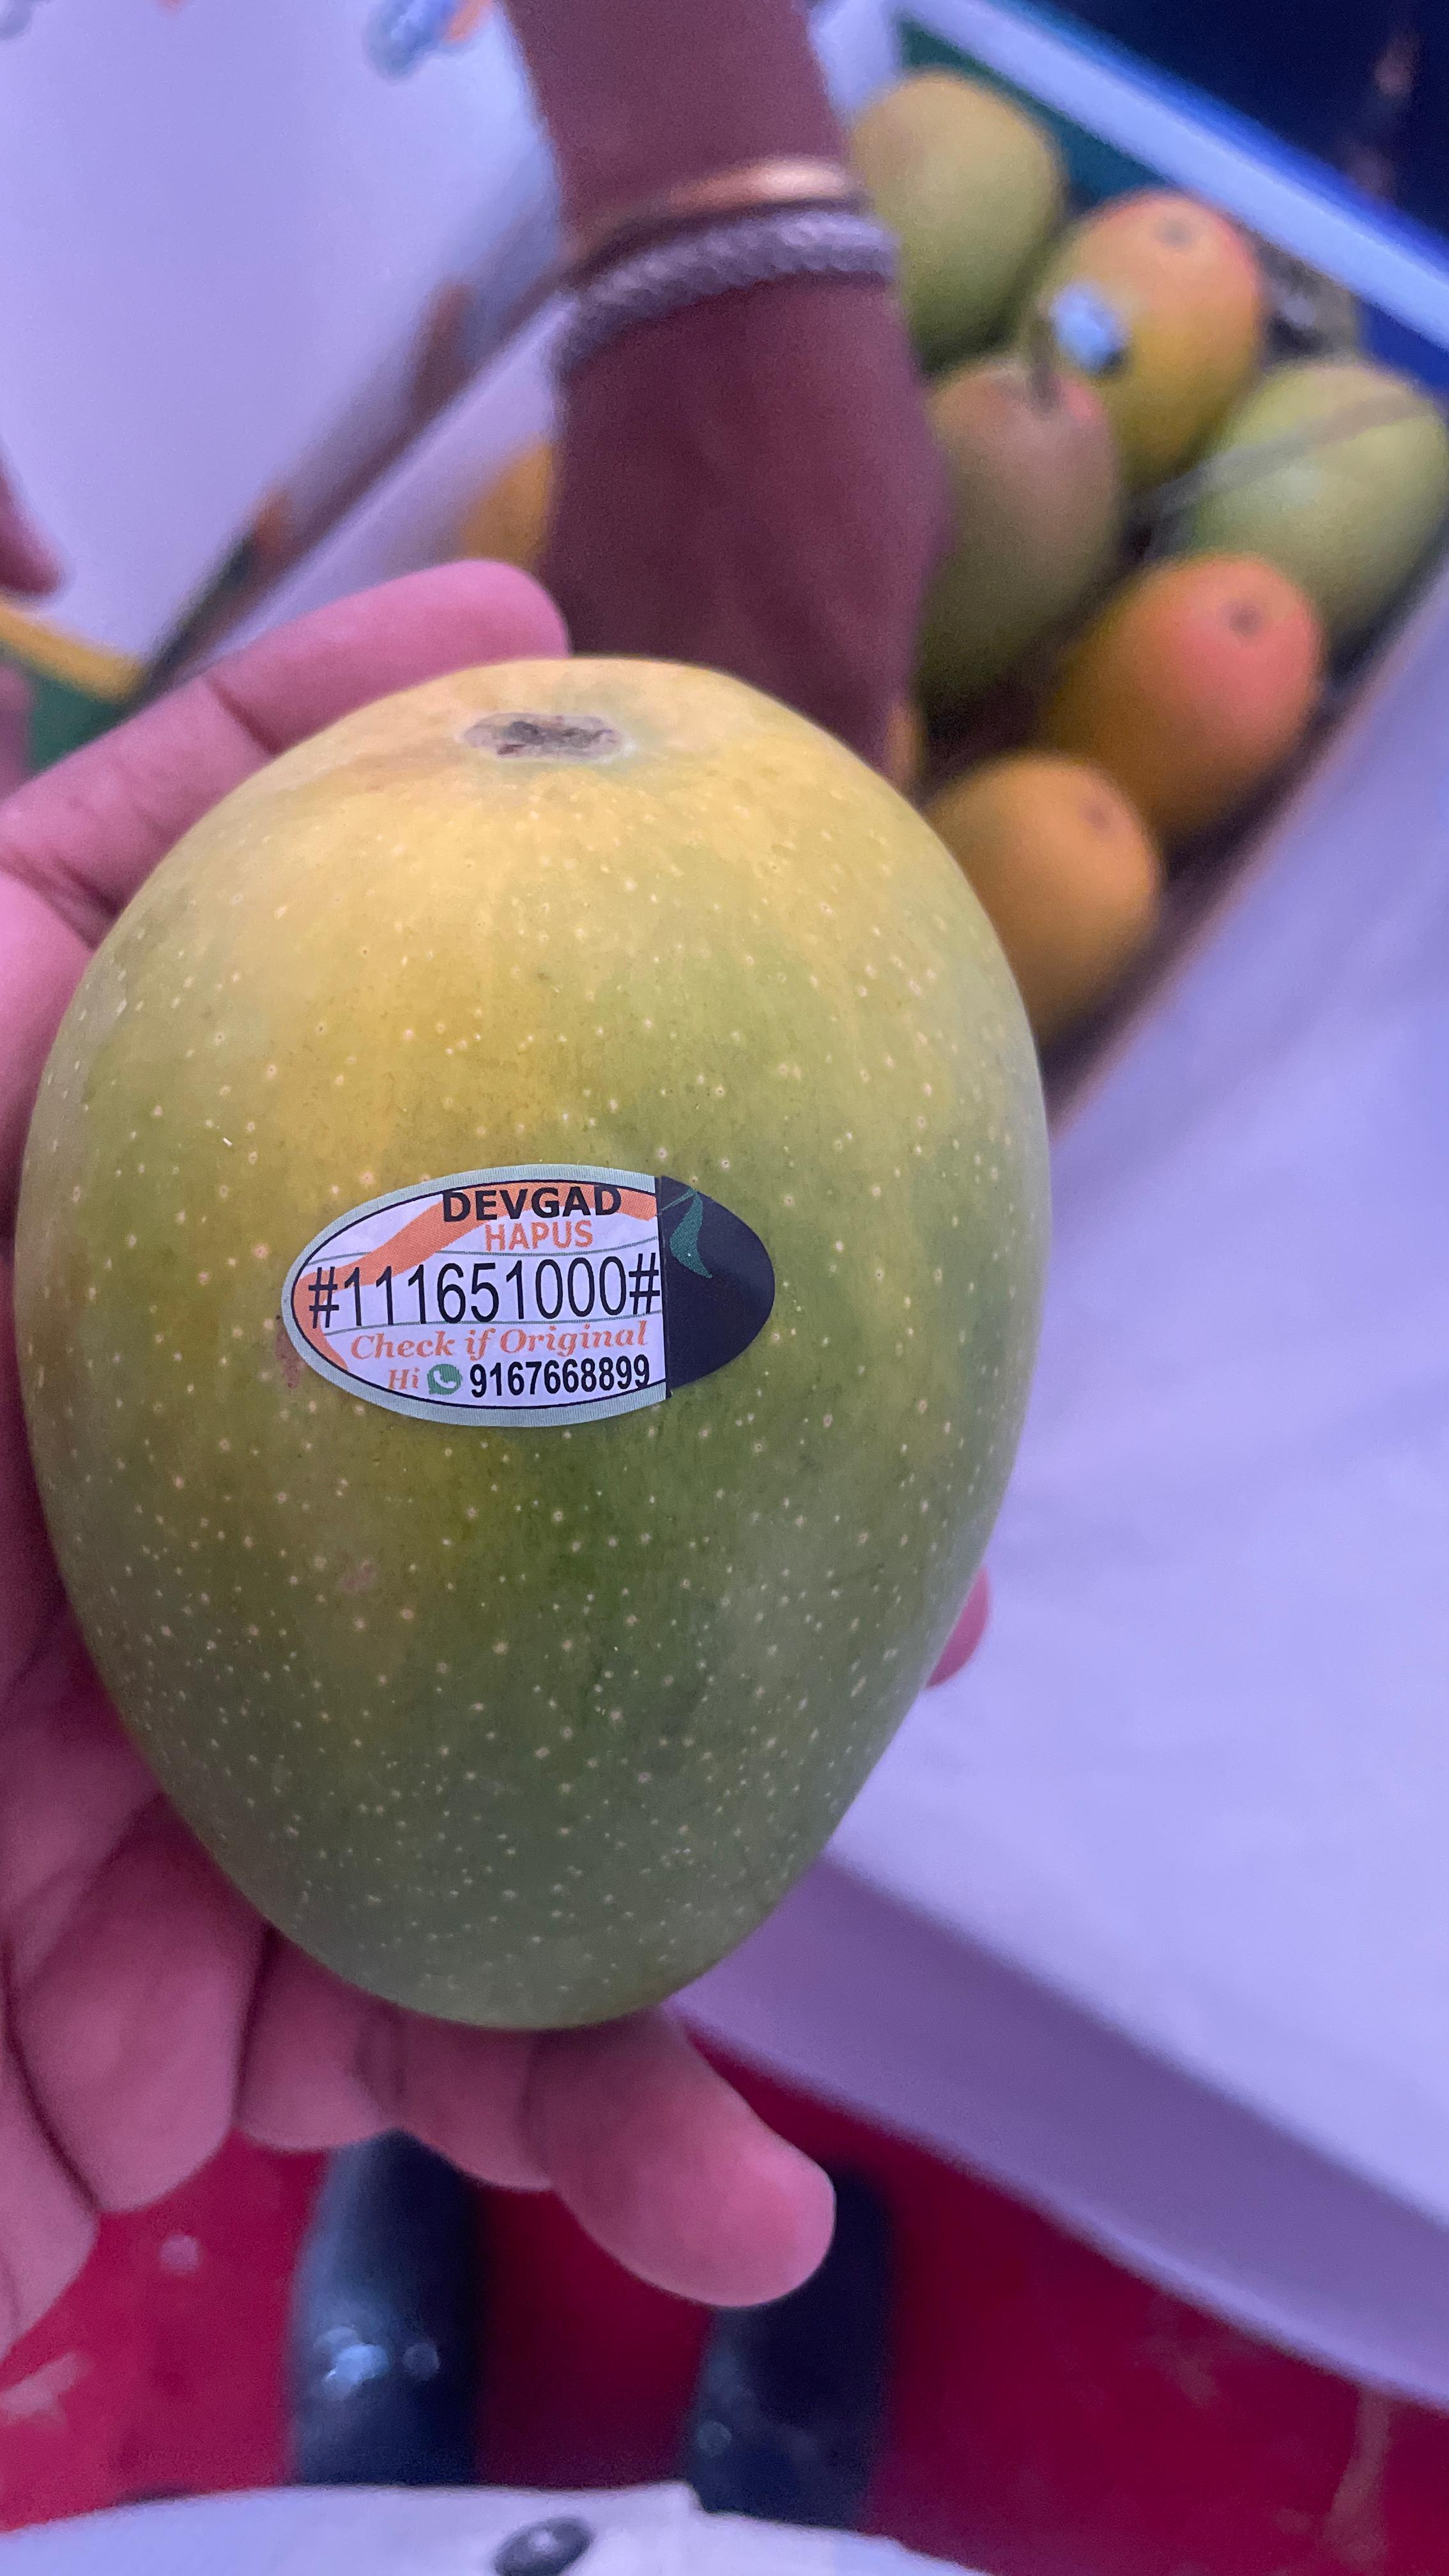 DEVGAD
HAPUS
#111651000#
Check if Original
Hi 9167668899